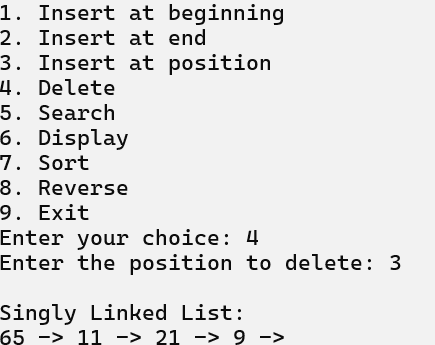 1. Insert at beginning
2. Insert at end
3. Insert at position
4. Delete
5. Search
6. Display
7. Sort
8. Reverse
9. Exit
Enter your choice: 4
Enter the position to delete: 3
Singly Linked List:
65 -> 11 -> 21 -> 9 ->